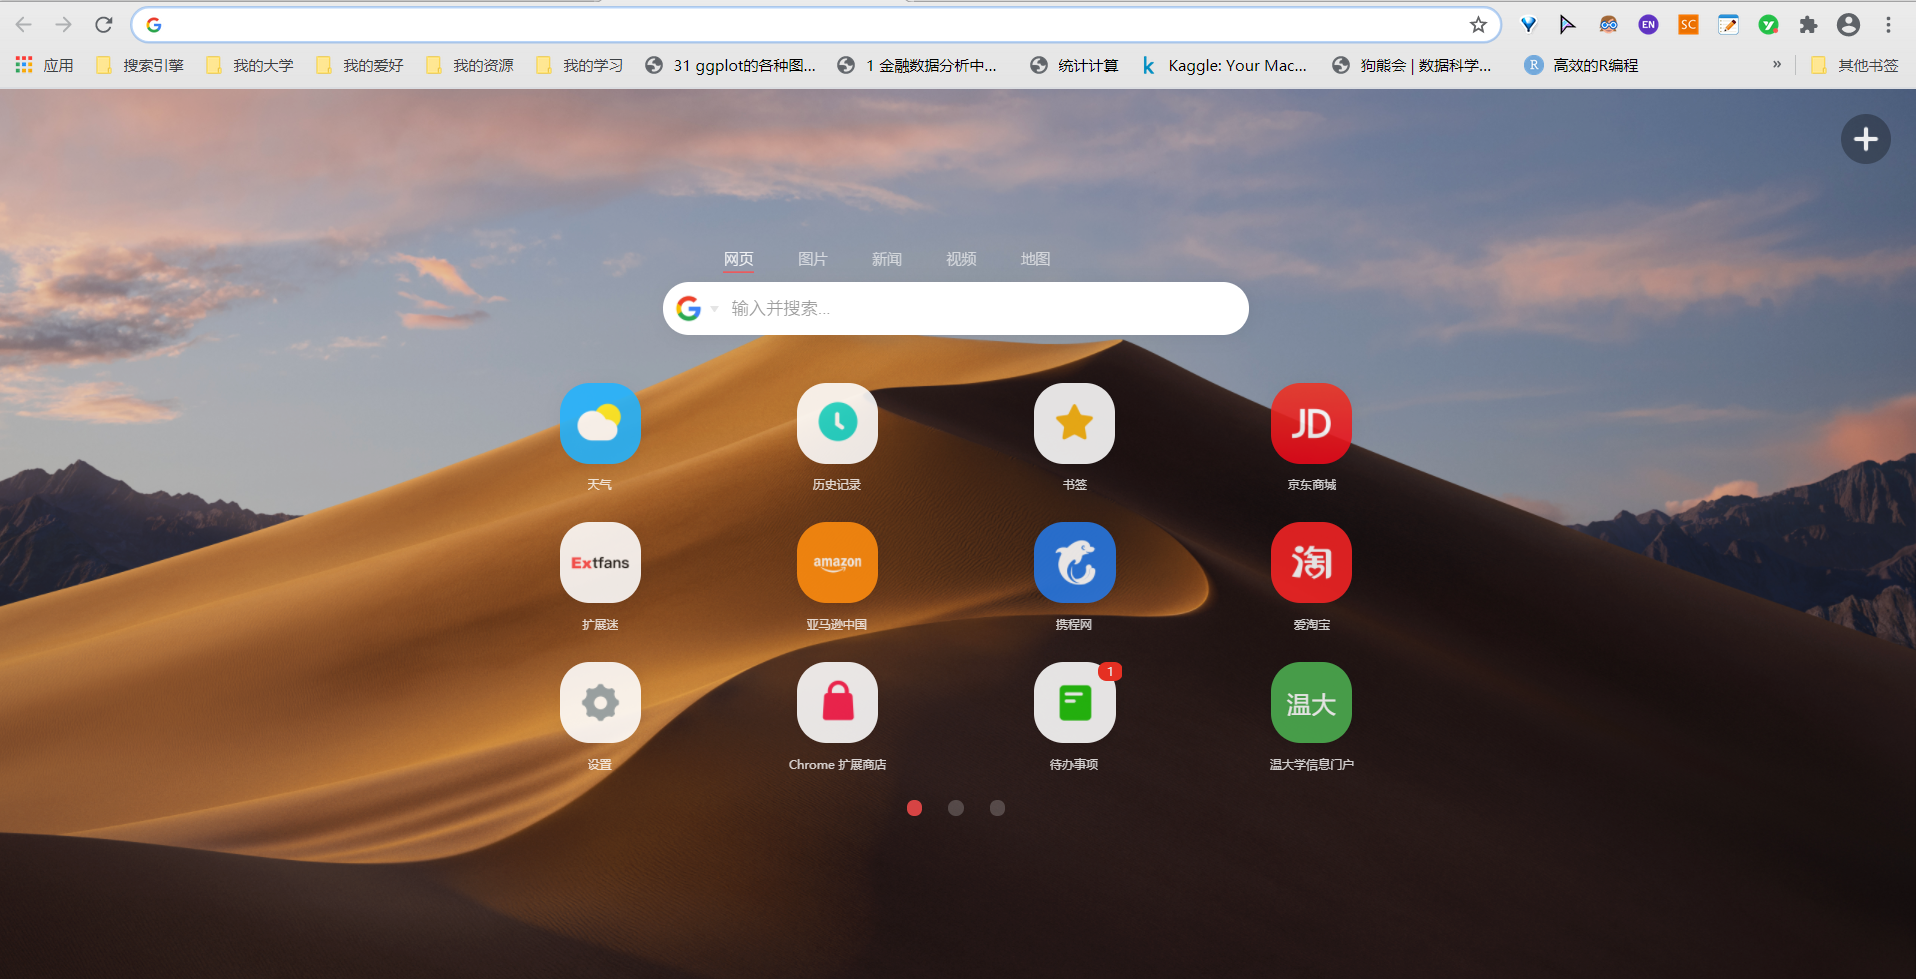 EN SC
应用 搜索引擎 我的大学 我的爱好 我的资源 我的学习 31 ggplot的各种图... 1 金融数据分析中... 统计计算 Kaggle: Your Mac... 狗熊会 | 数据科学... R 高效的R编程 » 其他书签
网页 图片 新闻 视频 地图
输入并搜索...
JD
天气 历史记录 书签 京东商城
Extfans amazon 淘
扩展迷 亚马逊中国 携程网 爱淘宝
1
温大
设置 Chrome 扩展商店 待办事项 温大学信息门户